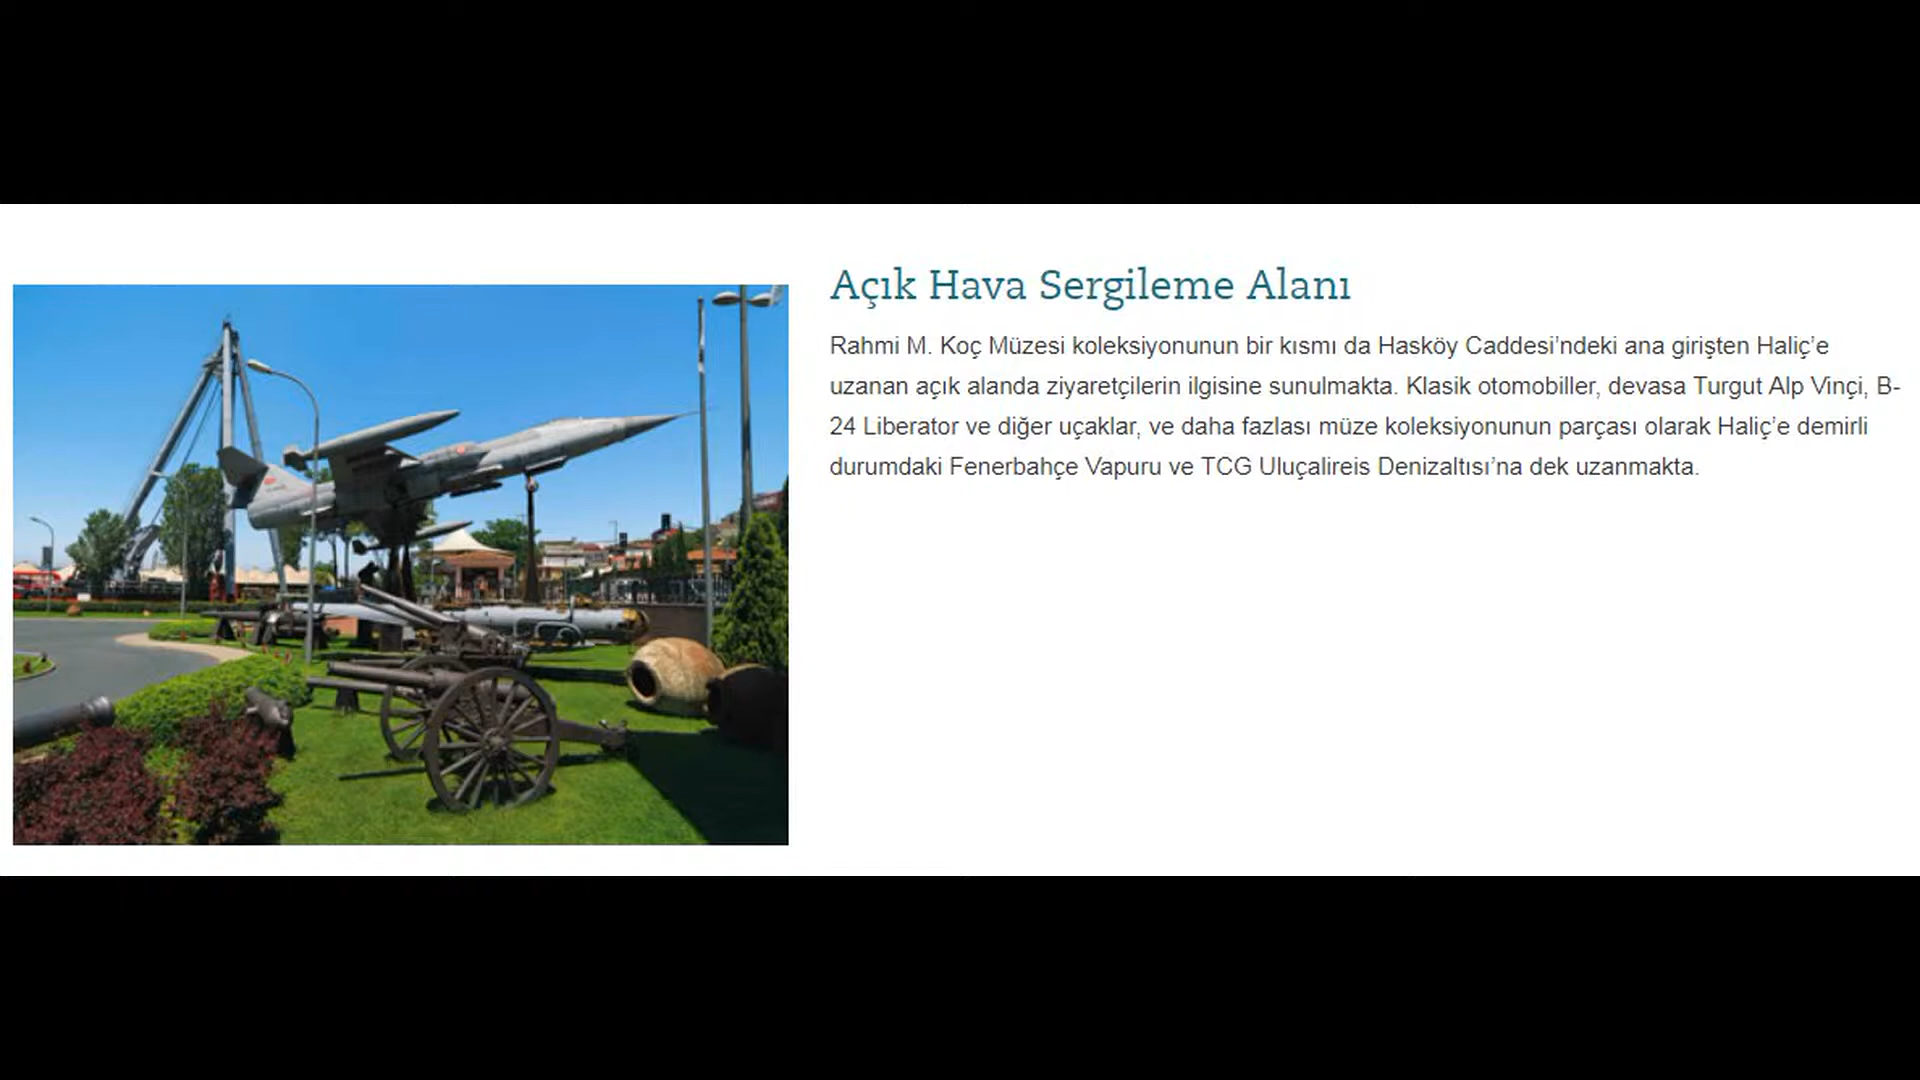 Açık Hava Sergileme Alanı
Rahmi M. Koç Müzesi koleksiyonunun bir kısmı da Hasköy Caddesi’ndeki ana girişten Haliç’e
uzanan açık alanda ziyaretçilerin ilgisine sunulmakta. Klasik otomobiller, devasa Turgut Alp Vinçi, B-
24 Liberator ve diğer uçaklar, ve daha fazlası müze koleksiyonunun parçası olarak Haliç’e demirli
durumdaki Fenerbahçe Vapuru ve TCG Uluçalireis Denizaltısı’na dek uzanmakta.